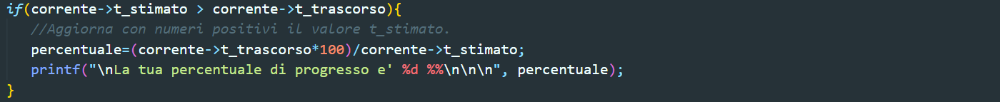 if(corrente->t_stimato > corrente->t_trascorso){
//Aggiorna con numeri positivi il valore t_stimato.
percentuale=(corrente->t_trascorso*100)/corrente->t_stimato;
printf("\nLa tua percentuale di progresso e' %d %%\n\n\n", percentuale);
}